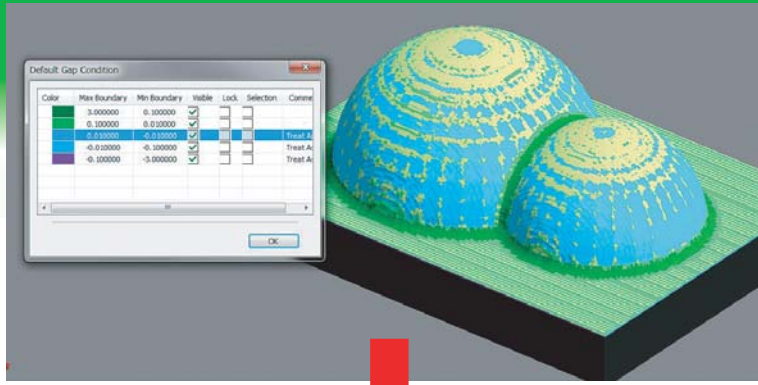 Default Gap Condition
Color Max Boundary Min Boundary Visible Lock Selection Comme
3.000000 0.100000
0.100000 0.010000
0.010000 -0.010000 Treat A
-0.010000 -0.100000 Treat A
-0.100000 -3.000000 Treat A
OK